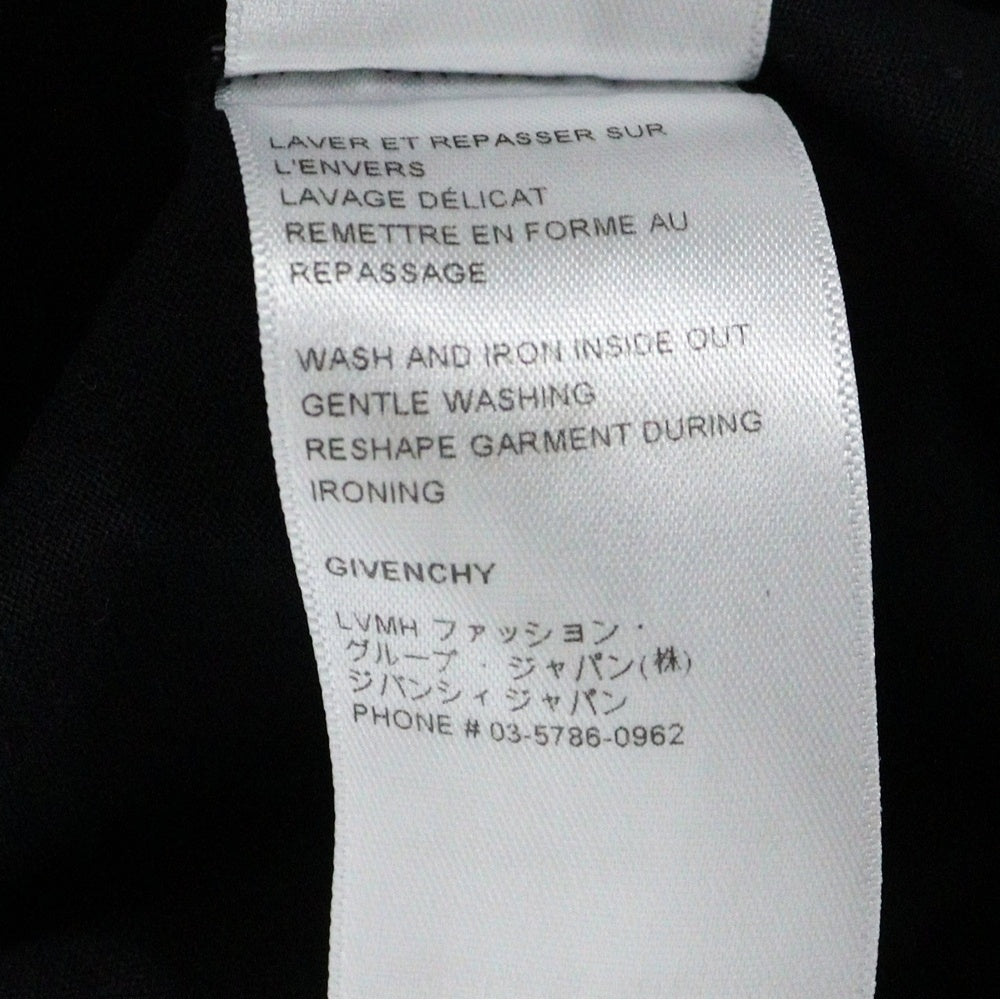 LAVER ET REPASSER SUR
L'ENVERS
LAVAGE DÉLICAT
REMETTRE EN FORME AU
REPASSAGE
WASH AND IRON INSIDE OUT
GENTLE WASHING
RESHAPE GARMENT DURING
IRONING
GIVENCHY
LVMH ファッション・
グループ・ジャパン(株)
ジバンシィ ジャパン
PHONE # 03-5786-0962